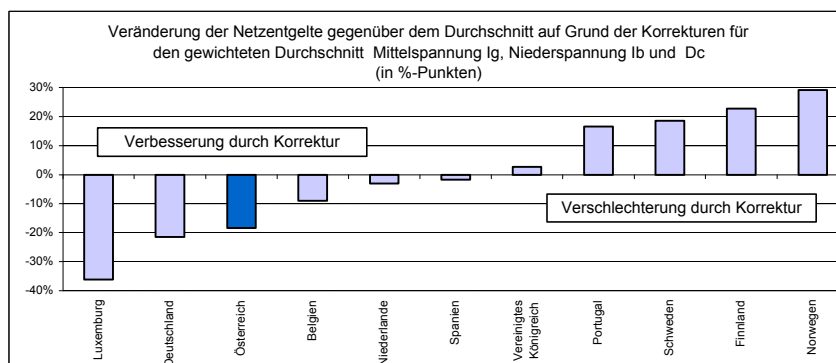 Veränderung der Netzentgelte gegenüber dem Durchschnitt auf Grund der Korrekturen für
den gewichteten Durchschnitt Mittelspannung Ig, Niederspannung Ib und Dc
(in %-Punkten)
30%
20%
10%
0%
-10%
-20%
-30%
-40%
Verbesserung durch Korrektur
Verschlechterung durch Korrektur
Luxemburg
Deutschland
Österreich
Belgien
Niederlande
Spanien
Vereinigtes
Königreich
Portugal
Schweden
Finnland
Norwegen